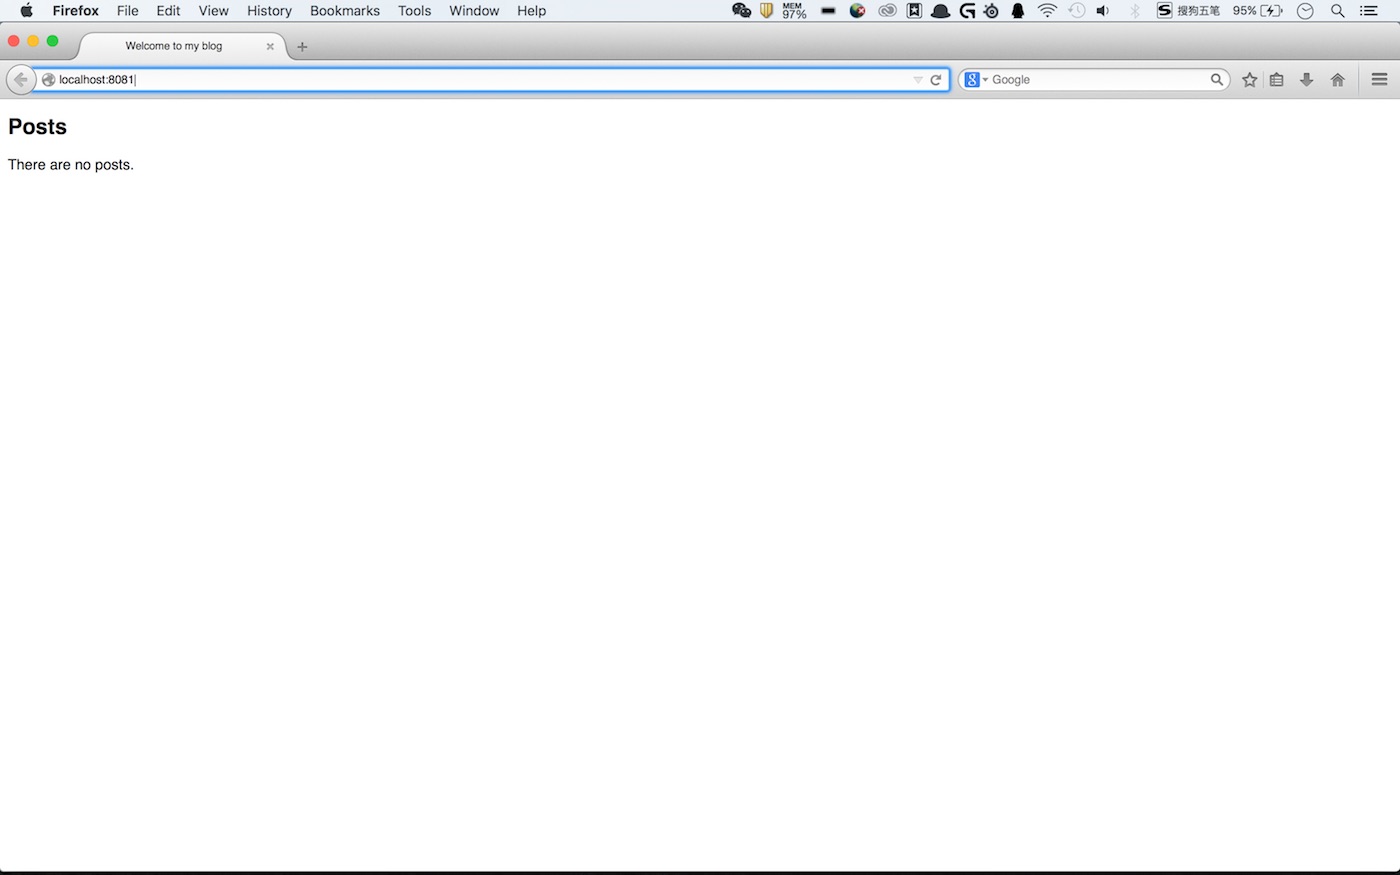 Firefox File Edit View History Bookmarks Tools Window Help MEM 97% 搜狗五笔 95%
Welcome to my blog
localhost:8081 Google
Posts
There are no posts.